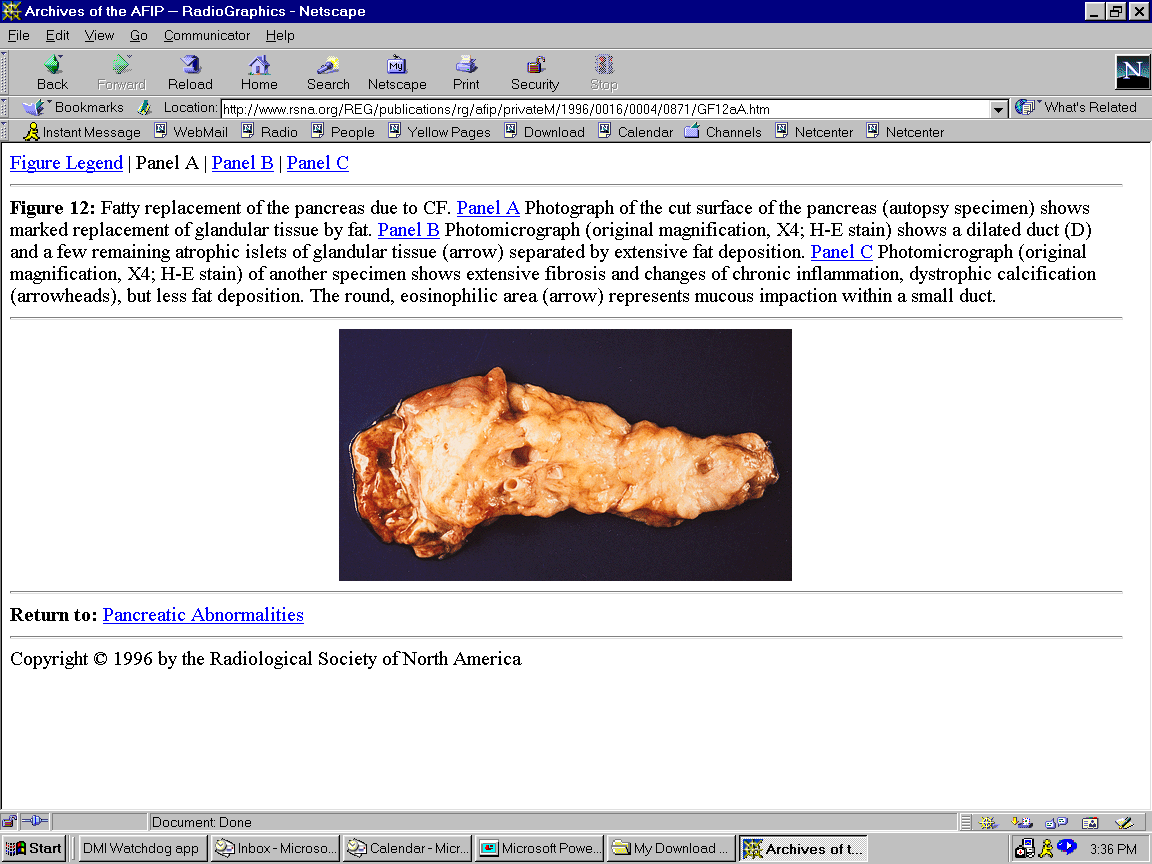 Archives of the AFIP -- RadioGraphics - Netscape
File Edit View Go Communicator Help
Back Forward Reload Home Search Netscape Print Security Stop
My
N
Bookmarks Location: http://www.rsna.org/REG/publications/rg/afip/privateM/1996/0016/0004/0871/GF12aA.htm What's Related
Instant Message WebMail Radio People Yellow Pages Download Calendar Channels Netcenter Netcenter
Figure Legend | Panel A | Panel B | Panel C
Figure 12: Fatty replacement of the pancreas due to CF. Panel A Photograph of the cut surface of the pancreas (autopsy specimen) shows
marked replacement of glandular tissue by fat. Panel B Photomicrograph (original magnification, X4; H-E stain) shows a dilated duct (D)
and a few remaining atrophic islets of glandular tissue (arrow) separated by extensive fat deposition. Panel C Photomicrograph (original
magnification, X4; H-E stain) of another specimen shows extensive fibrosis and changes of chronic inflammation, dystrophic calcification
(arrowheads), but less fat deposition. The round, eosinophilic area (arrow) represents mucous impaction within a small duct.
Return to: Pancreatic Abnormalities
Copyright © 1996 by the Radiological Society of North America
Document: Done
Start DMI Watchdog app Inbox - Microso... Calendar - Micr... Microsoft Powe... My Download ... Archives of t... 3:36 PM